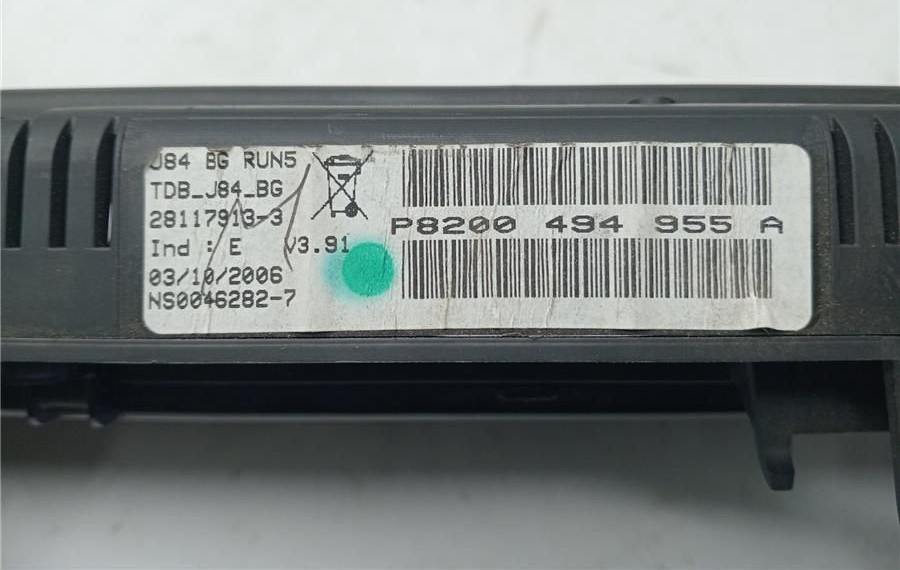 J84 BG RUN5
TDB_J84_BG
28117913-3
Ind : E V3.91
03/10/2006
NS0046282-7
P8200 494 955 A